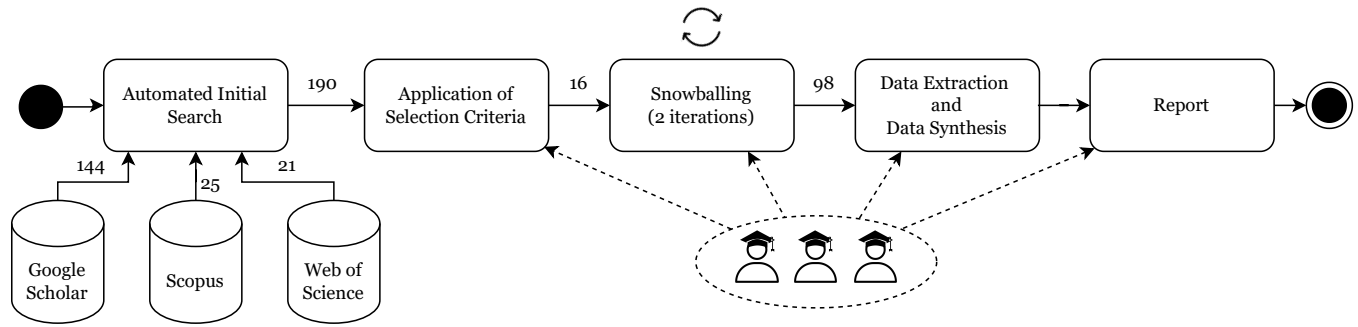 Automated Initial
Search
190
Application of
Selection Criteria
16
Snowballing
(2 iterations)
98
Data Extraction
and
Data Synthesis
Report
144
25
21
Google
Scholar
Scopus
Web of
Science